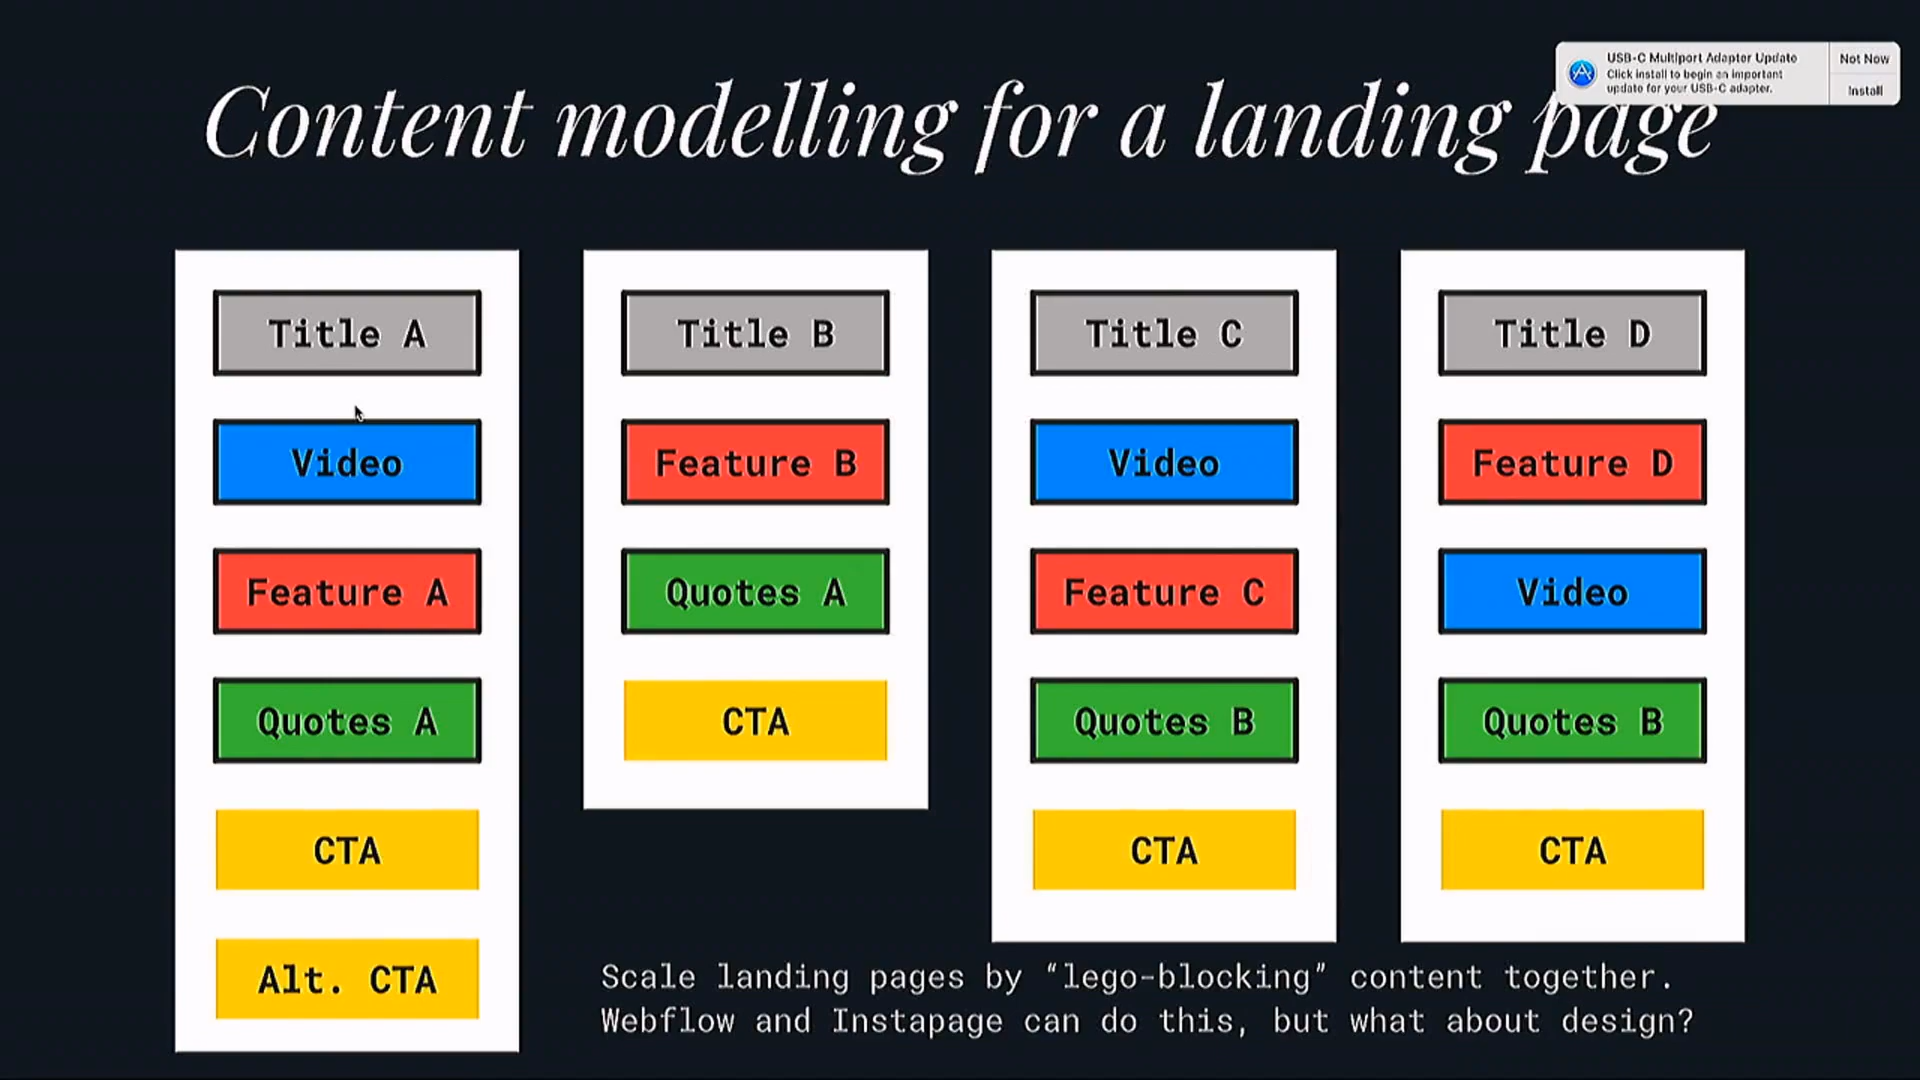 USB-C Multiport Adapter Update
Click install to begin an important
update for your USB-C adapter.
Not Now
Install
Content modelling for a landing page
Title A
Video
Feature A
Quotes A
CTA
Alt. CTA
Title B
Feature B
Quotes A
CTA
Title C
Video
Feature C
Quotes B
CTA
Title D
Feature D
Video
Quotes B
CTA
Scale landing pages by “lego-blocking” content together.
Webflow and Instapage can do this, but what about design?